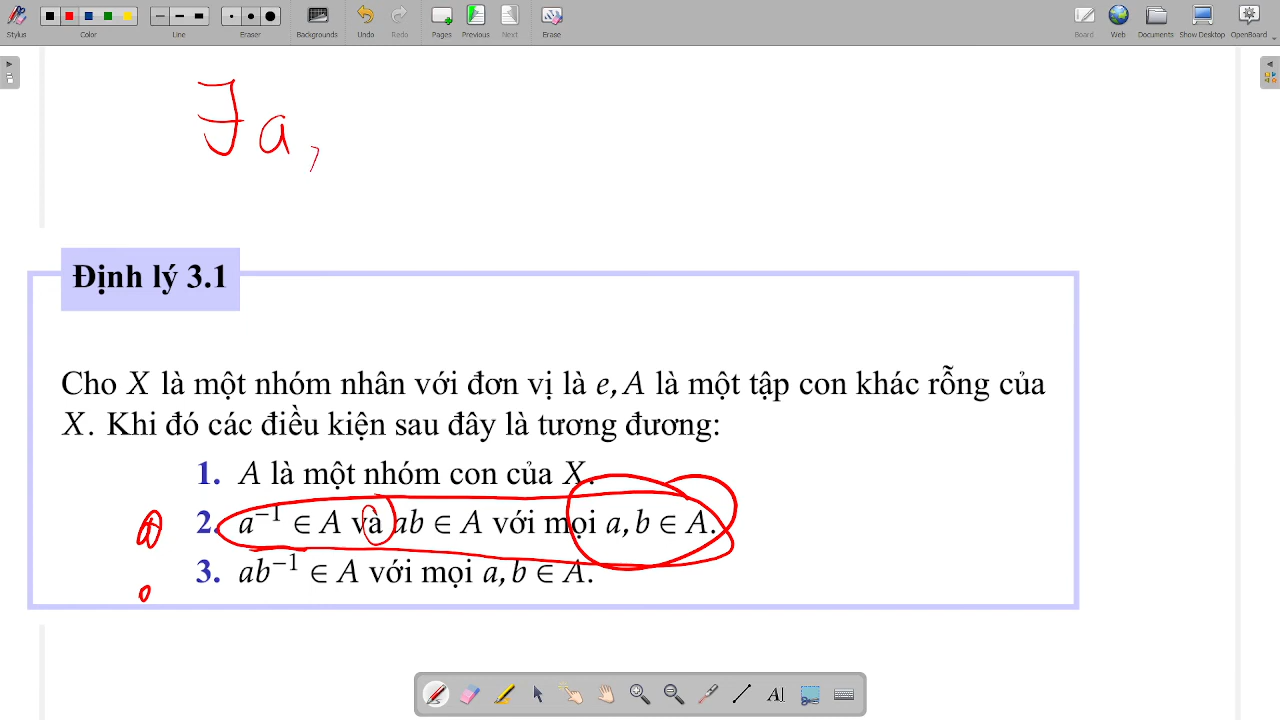 Stylus Color Line Eraser Backgrounds Undo Redo Pages Previous Next Erase Board Web Documents Show Desktop OpenBoard
∃a,
Định lý 3.1
Cho X là một nhóm nhân với đơn vị là e, A là một tập con khác rỗng của
X. Khi đó các điều kiện sau đây là tương đương:
1. A là một nhóm con của X.
2. a⁻¹ ∈ A và ab ∈ A với mọi a, b ∈ A.
3. ab⁻¹ ∈ A với mọi a, b ∈ A.